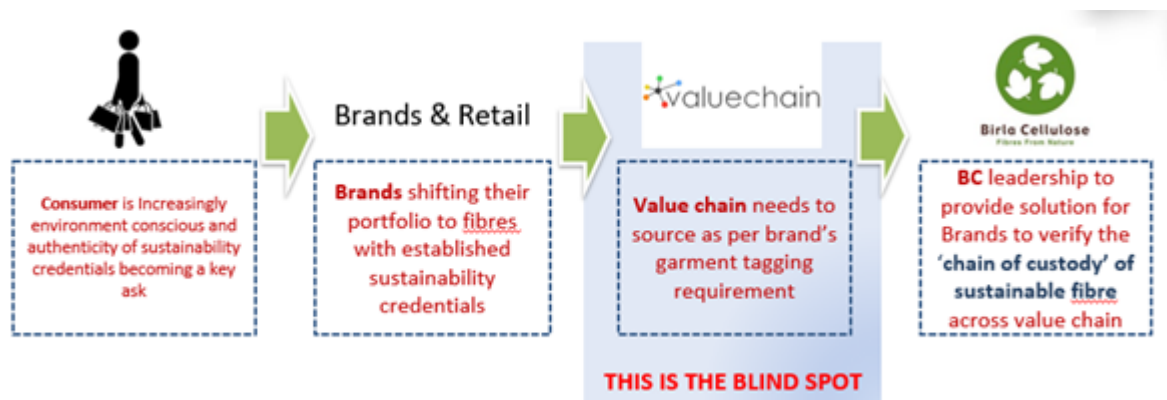 Consumer is Increasingly
environment conscious and
authenticity of sustainability
credentials becoming a key
ask
Brands & Retail
Brands shifting their
portfolio to fibres
with established
sustainability
credentials
valuechain
Value chain needs to
source as per brand's
garment tagging
requirement
THIS IS THE BLIND SPOT
Birla Cellulose
Fibres From Nature
BC leadership to
provide solution for
Brands to verify the
‘chain of custody’ of
sustainable fibre
across value chain